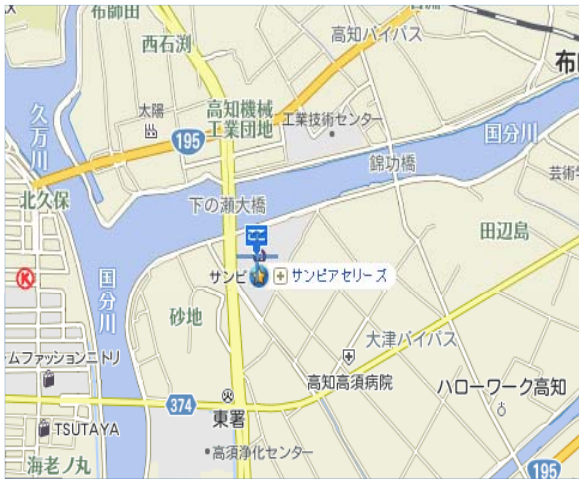 布師田
西石渕
高知バイパス
布師
太陽
高知機械
工業団地
工業技術センター
国分川
久万川
195
錦功橋
芸術学
北久保
下の瀬大橋
田辺島
サンピ
サンピアセリーズ
国分川
砂地
大津バイパス
ームファッションニトリ
高知高須病院
ハローワーク高知
374
東署
TSUTAYA
高須浄化センター
海老ノ丸
195